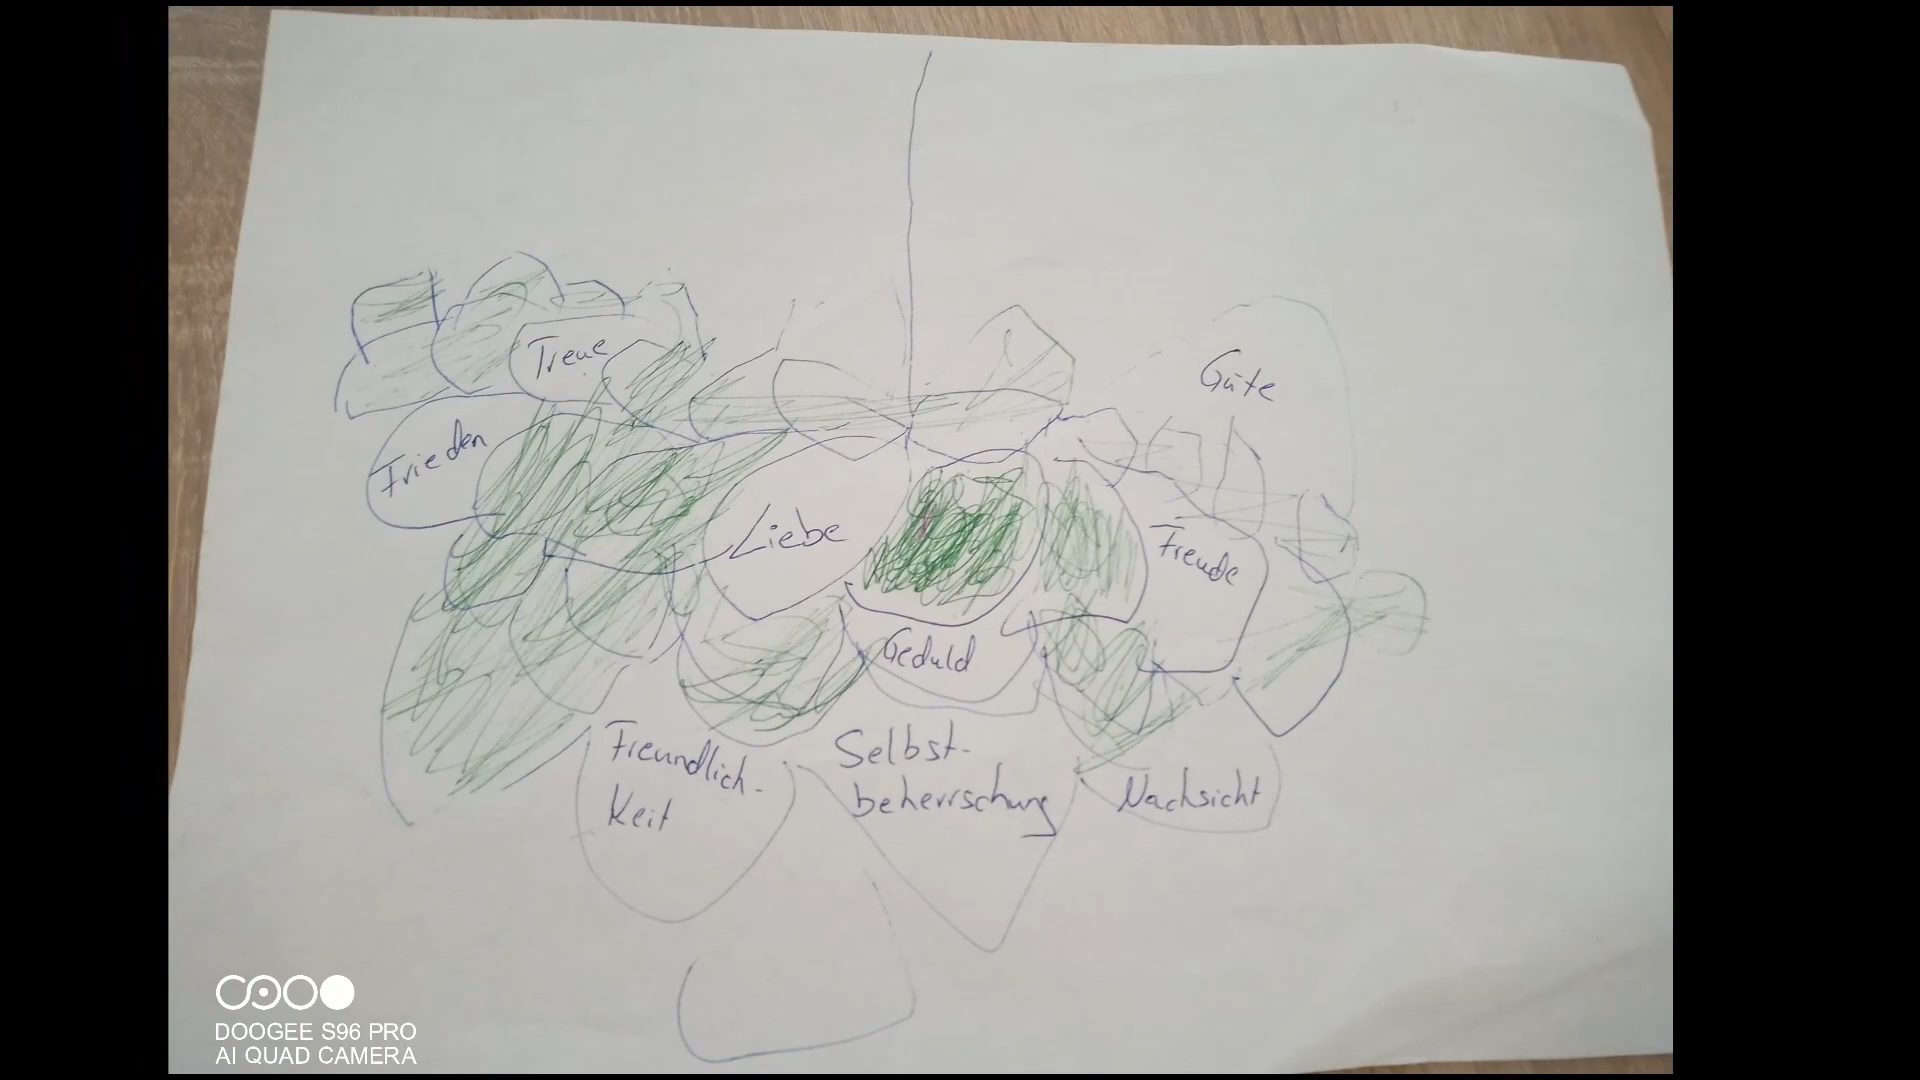 Treue
Güte
Frieden
Liebe
Freude
Geduld
Freundlich-
Keit
Selbst-
beherrschung
Nachsicht
DOOGEE S96 PRO
AI QUAD CAMERA